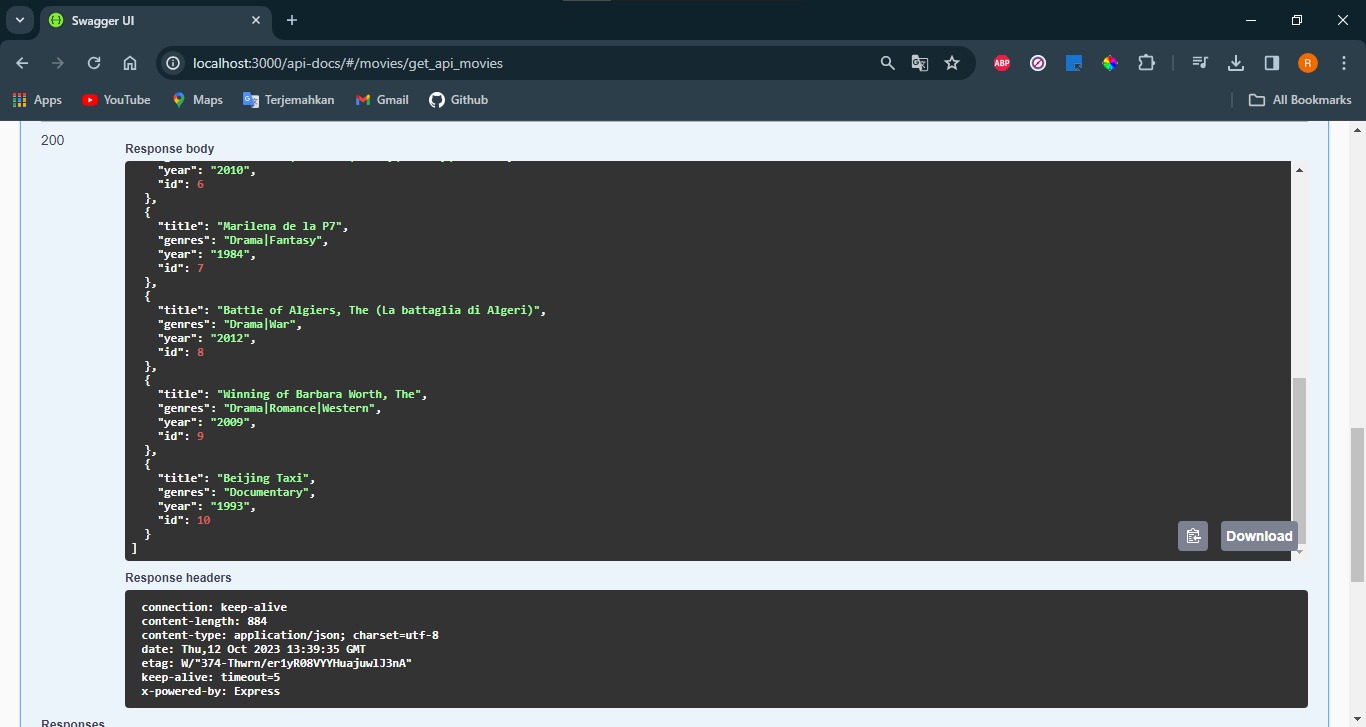 Swagger UI
localhost:3000/api-docs/#/movies/get_api_movies
ABP
R
Apps
YouTube
Maps
Terjemahkan
Gmail
Github
All Bookmarks
200
Response body
"year": "2010",
"id": 6
},
{
"title": "Marilena de la P7",
"genres": "Drama|Fantasy",
"year": "1984",
"id": 7
},
{
"title": "Battle of Algiers, The (La battaglia di Algeri)",
"genres": "Drama|War",
"year": "2012",
"id": 8
},
{
"title": "Winning of Barbara Worth, The",
"genres": "Drama|Romance|Western",
"year": "2009",
"id": 9
},
{
"title": "Beijing Taxi",
"genres": "Documentary",
"year": "1993",
"id": 10
}
]
Download
Response headers
connection: keep-alive
content-length: 884
content-type: application/json; charset=utf-8
date: Thu,12 Oct 2023 13:39:35 GMT
etag: W/"374-Thwrn/er1yR08VYYHuajuwlJ3nA"
keep-alive: timeout=5
x-powered-by: Express
Responses